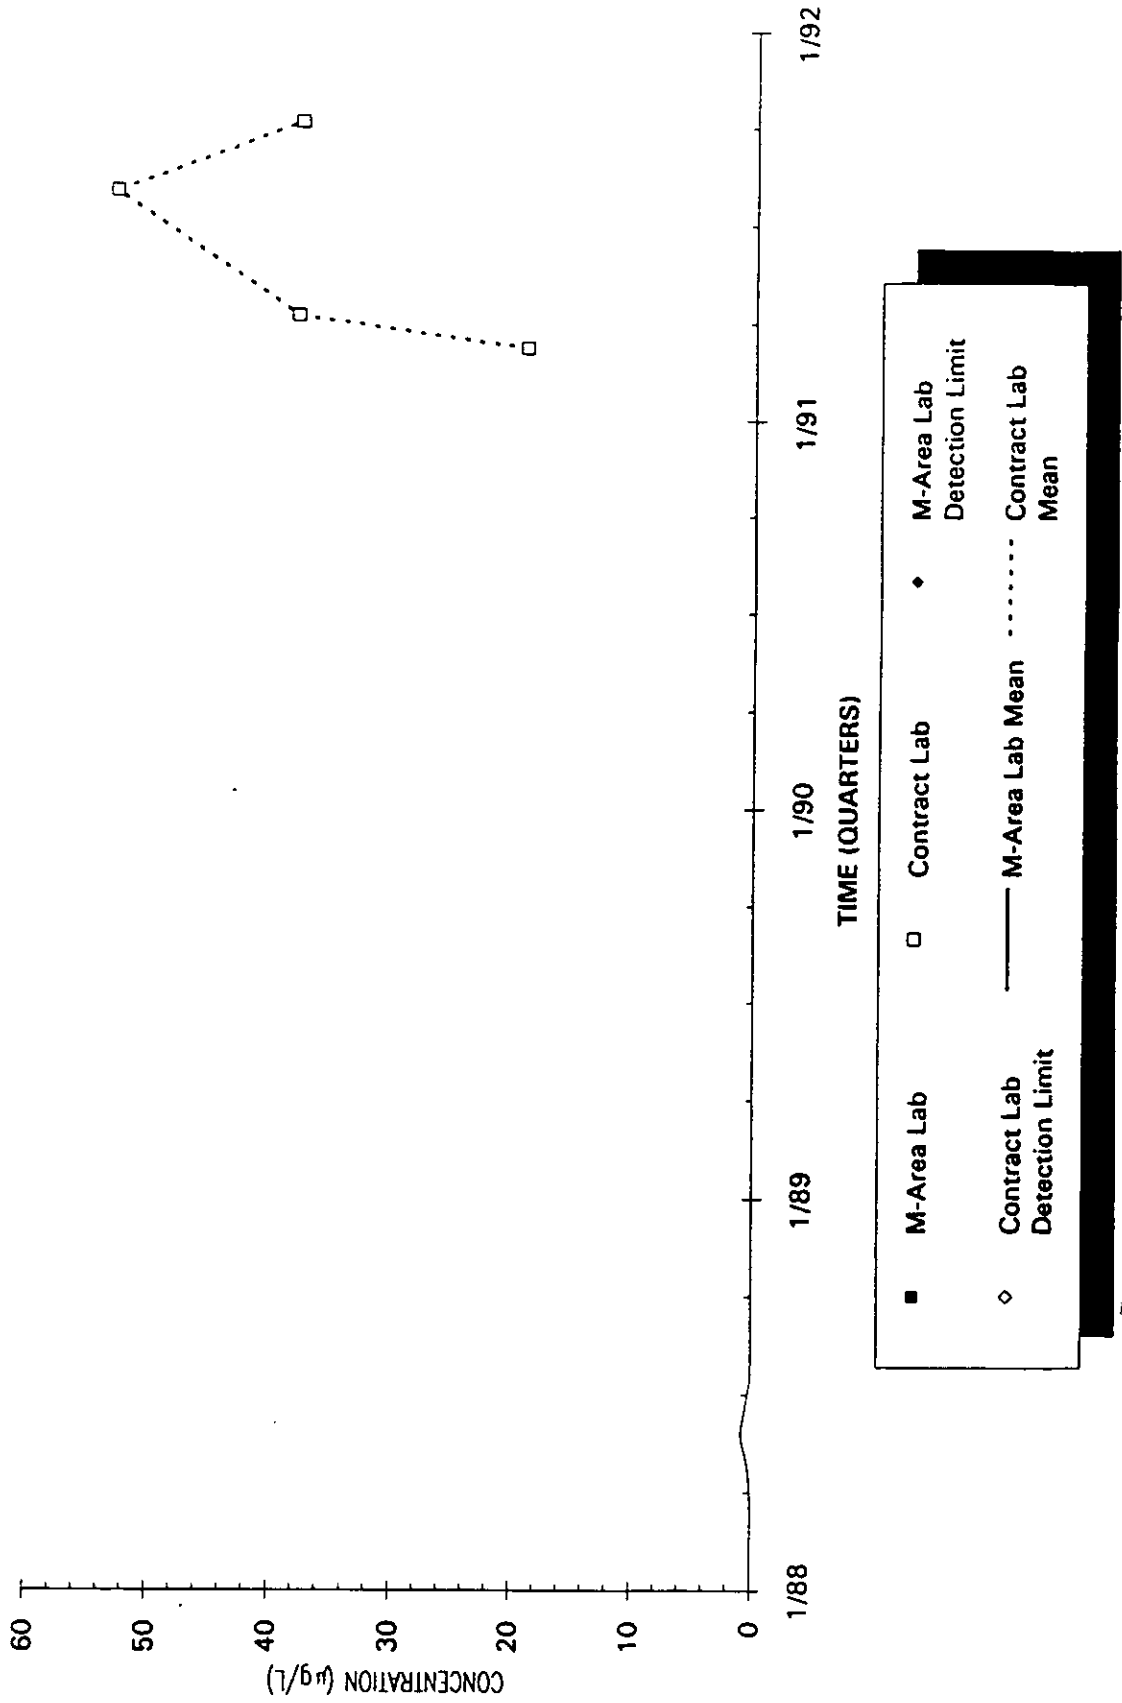 CONCENTRATION (µg/L)
60
50
40
30
20
10
0
1/88
1/89
1/90
1/91
1/92
TIME (QUARTERS)
M-Area Lab
Contract Lab
M-Area Lab
Detection Limit
Contract Lab
Detection Limit
M-Area Lab Mean
Contract Lab
Mean